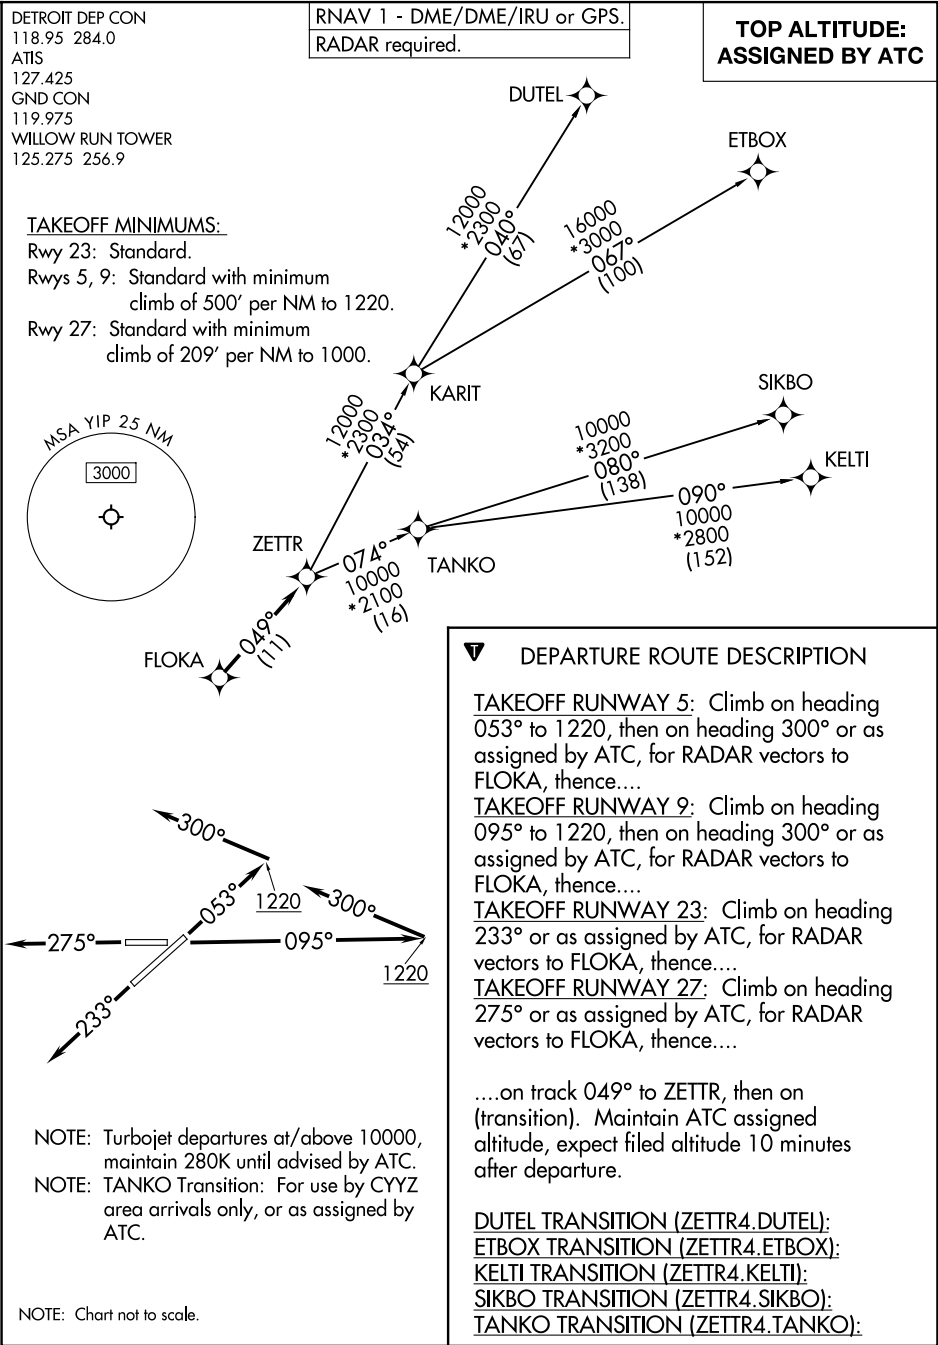 DETROIT DEP CON
118.95 284.0
ATIS
127.425
GND CON
119.975
WILLOW RUN TOWER
125.275 256.9
RNAV 1 - DME/DME/IRU or GPS.
RADAR required.
TOP ALTITUDE:
ASSIGNED BY ATC
TAKEOFF MINIMUMS:
Rwy 23: Standard.
Rwys 5, 9: Standard with minimum
climb of 500' per NM to 1220.
Rwy 27: Standard with minimum
climb of 209' per NM to 1000.
MSA YIP 25 NM
3000
DUTEL
ETBOX
12000
*2300
040°
(67)
16000
*3000
067°
(100)
KARIT
12000
*2300
034°
(54)
SIKBO
10000
*3200
080°
(138)
KELTI
090°
10000
*2800
(152)
ZETTR
074°
10000
*2100
(16)
TANKO
FLOKA
049°
(11)
300°
053°
1220
300°
275°
095°
1220
233°
NOTE: Turbojet departures at/above 10000,
maintain 280K until advised by ATC.
NOTE: TANKO Transition: For use by CYYZ
area arrivals only, or as assigned by
ATC.
NOTE: Chart not to scale.
T
DEPARTURE ROUTE DESCRIPTION
TAKEOFF RUNWAY 5: Climb on heading
053° to 1220, then on heading 300° or as
assigned by ATC, for RADAR vectors to
FLOKA, thence....
TAKEOFF RUNWAY 9: Climb on heading
095° to 1220, then on heading 300° or as
assigned by ATC, for RADAR vectors to
FLOKA, thence....
TAKEOFF RUNWAY 23: Climb on heading
233° or as assigned by ATC, for RADAR
vectors to FLOKA, thence....
TAKEOFF RUNWAY 27: Climb on heading
275° or as assigned by ATC, for RADAR
vectors to FLOKA, thence....
....on track 049° to ZETTR, then on
(transition). Maintain ATC assigned
altitude, expect filed altitude 10 minutes
after departure.
DUTEL TRANSITION (ZETTR4.DUTEL):
ETBOX TRANSITION (ZETTR4.ETBOX):
KELTI TRANSITION (ZETTR4.KELTI):
SIKBO TRANSITION (ZETTR4.SIKBO):
TANKO TRANSITION (ZETTR4.TANKO):